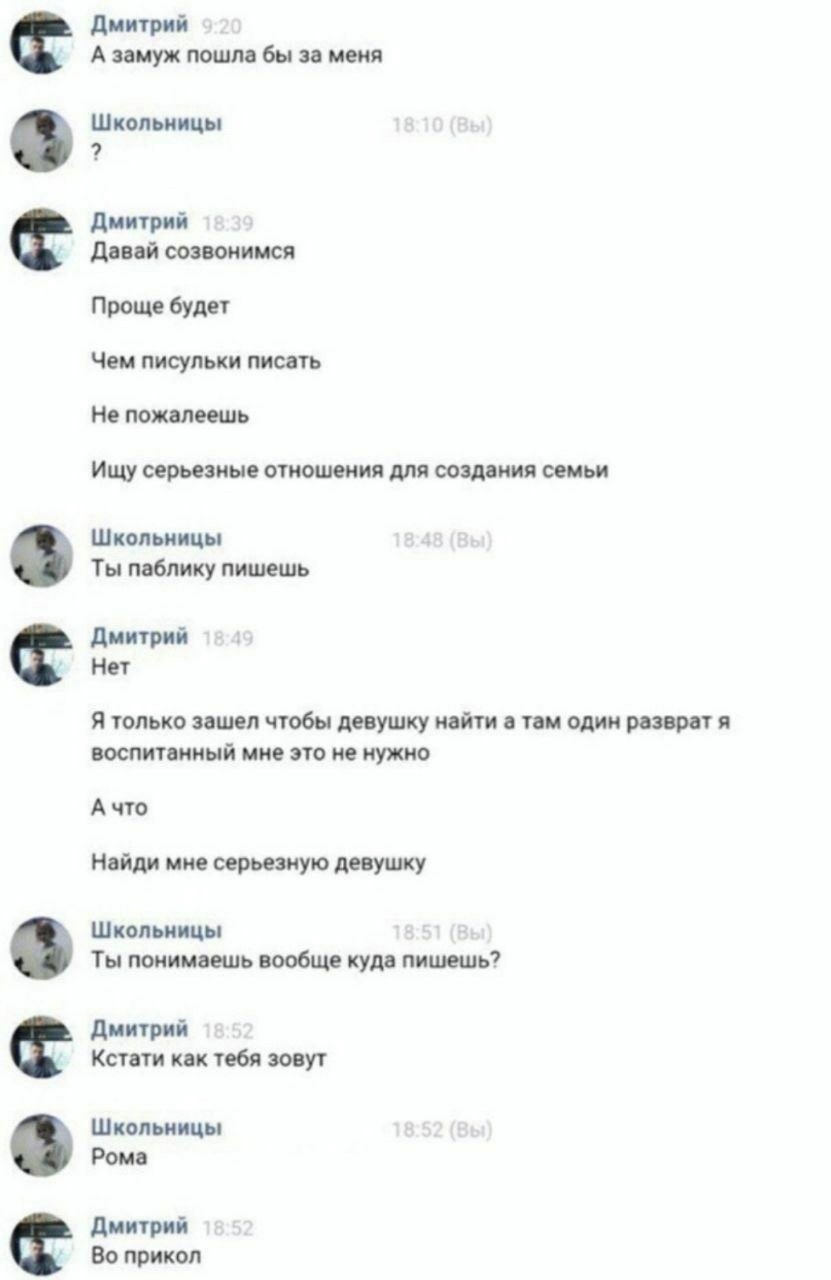 Дмитрий 9:20
А замуж пошла бы за меня
Школьницы 18:10 (Вы)
?
Дмитрий 18:39
Давай созвонимся
Проще будет
Чем писульки писать
Не пожалеешь
Ищу серьезные отношения для создания семьи
Школьницы 18:48 (Вы)
Ты паблику пишешь
Дмитрий 18:49
Нет
Я только зашел чтобы девушку найти а там один разврат я
воспитанный мне это не нужно
А что
Найди мне серьезную девушку
Школьницы 18:51 (Вы)
Ты понимаешь вообще куда пишешь?
Дмитрий 18:52
Кстати как тебя зовут
Школьницы 18:52 (Вы)
Рома
Дмитрий 18:52
Во прикол